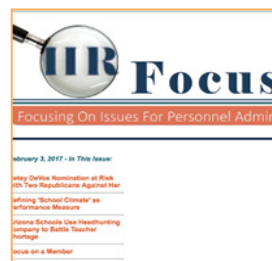 HR Focus
Focusing On Issues For Personnel Admin
ebruary 3, 2017 - In This Issue:
etsy DeVos Nomination at Risk
ith Two Republicans Against Her
efining 'School Climate' as
erformance Measure
rizona Schools Use Headhunting
ompany to Battle Teacher
hortage
ocus on a Member